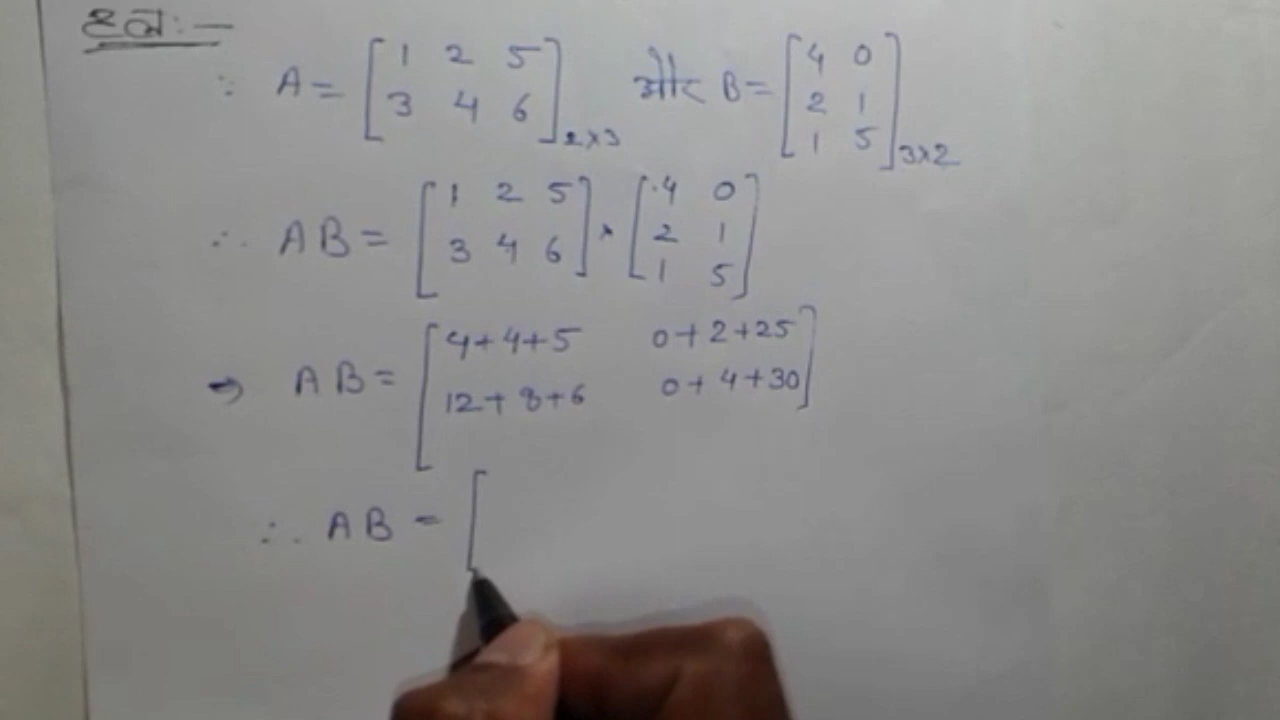 हल :-
∵ A = [1 2 5
3 4 6]2×3 और B = [4 0
2 1
1 5]3×2
∴ AB = [1 2 5
3 4 6] × [4 0
2 1
1 5]
⇒ AB = [4+4+5 0+2+25
12+8+6 0+4+30]
∴ AB = [